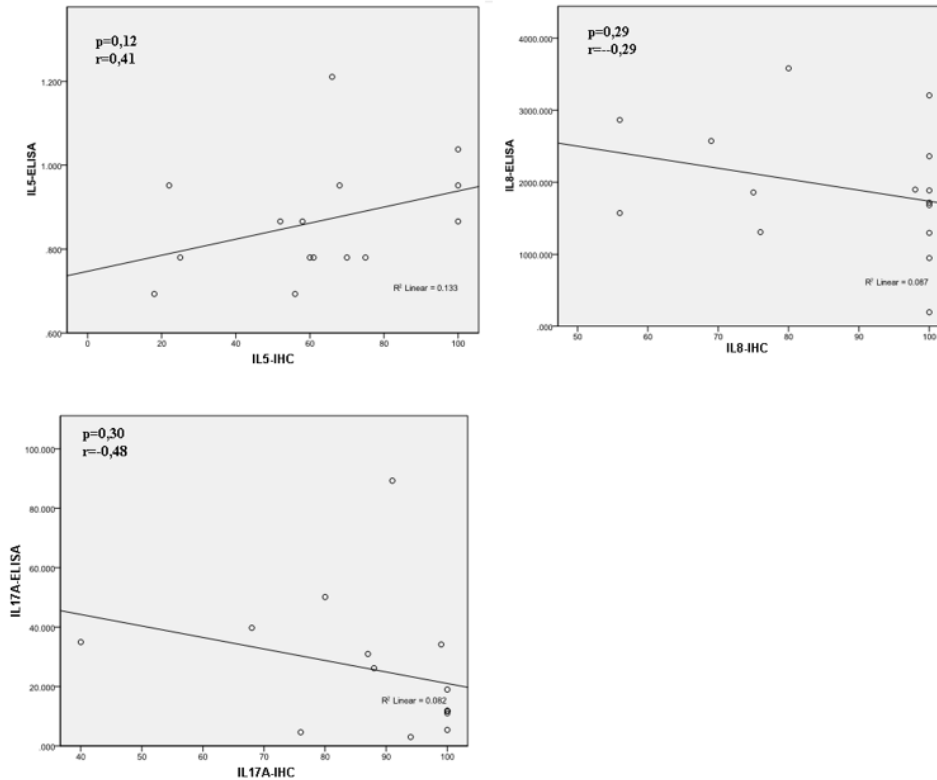 p=0,12
r=0,41
1.200
1.000
.800
.600
IL5-ELISA
R² Linear = 0.133
0 20 40 60 80 100
IL5-IHC
p=0,29
r=--0,29
4000.000
3000.000
2000.000
1000.000
.000
IL8-ELISA
R² Linear = 0.087
50 60 70 80 90 100
IL8-IHC
p=0,30
r=-0,48
100.000
80.000
60.000
40.000
20.000
.000
IL17A-ELISA
R² Linear = 0.082
40 50 60 70 80 90 100
IL17A-IHC